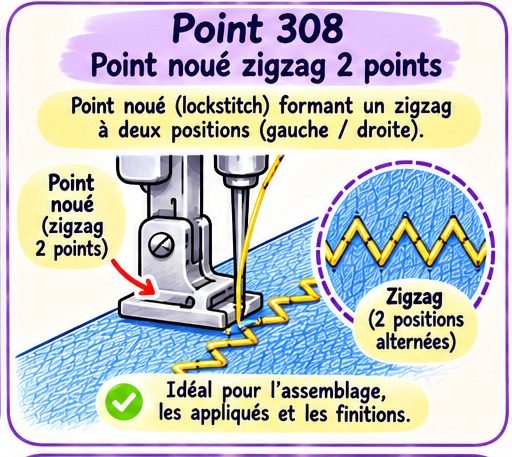 Point 308
Point noué zigzag 2 points
Point noué (lockstitch) formant un zigzag
à deux positions (gauche / droite).
Point
noué
(zigzag
2 points)
Zigzag
(2 positions
alternées)
Idéal pour l'assemblage,
les appliqués et les finitions.